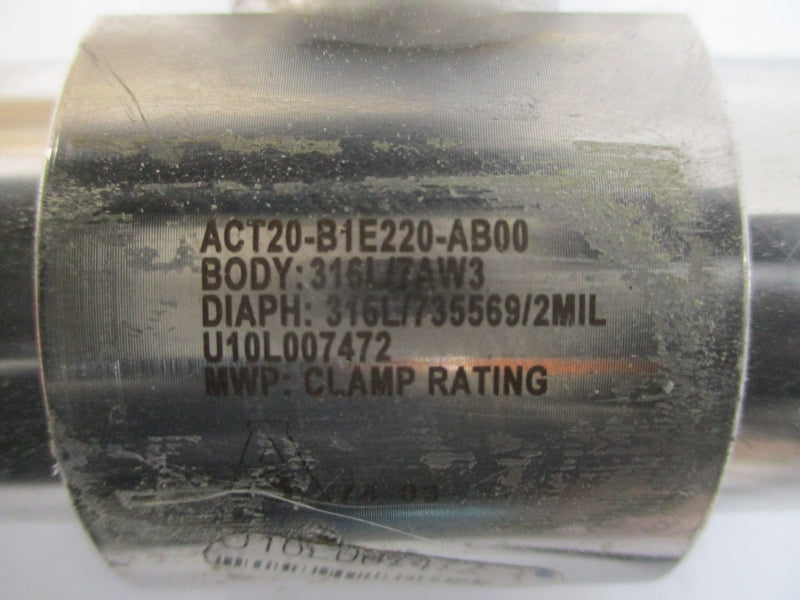 ACT20-B1E220-AB00
BODY: 316L/7AW3
DIAPH: 316L/735569/2MIL
U10L007472
MWP: CLAMP RATING